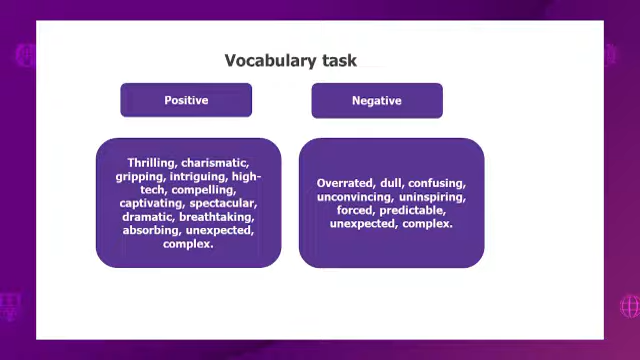 Vocabulary task
Positive
Negative
Thrilling, charismatic,
gripping, intriguing, high-
tech, compelling,
captivating, spectacular,
dramatic, breathtaking,
absorbing, unexpected,
complex.
Overrated, dull, confusing,
unconvincing, uninspiring,
forced, predictable,
unexpected, complex.